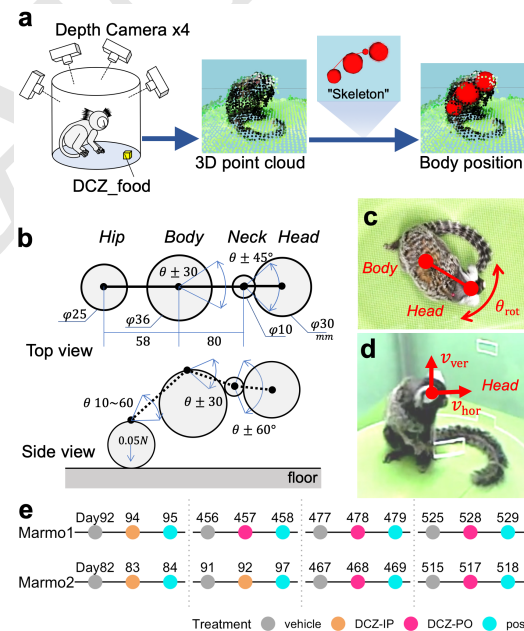 a
Depth Camera x4
"Skeleton"
DCZ_food
3D point cloud
Body position
b
Hip Body Neck Head
θ ± 45°
θ ± 30
φ25
φ36
φ10
φ30
mm
58
80
Top view
θ 10~60
θ ± 30
θ ± 60°
0.05N
Side view
floor
c
Body
Head
θrot
d
vver
Head
vhor
e
Day92 94 95 456 457 458 477 478 479 525 528 529
Marmo1
Day82 83 84 91 92 97 467 468 469 515 517 518
Marmo2
Treatment vehicle DCZ-IP DCZ-PO pos